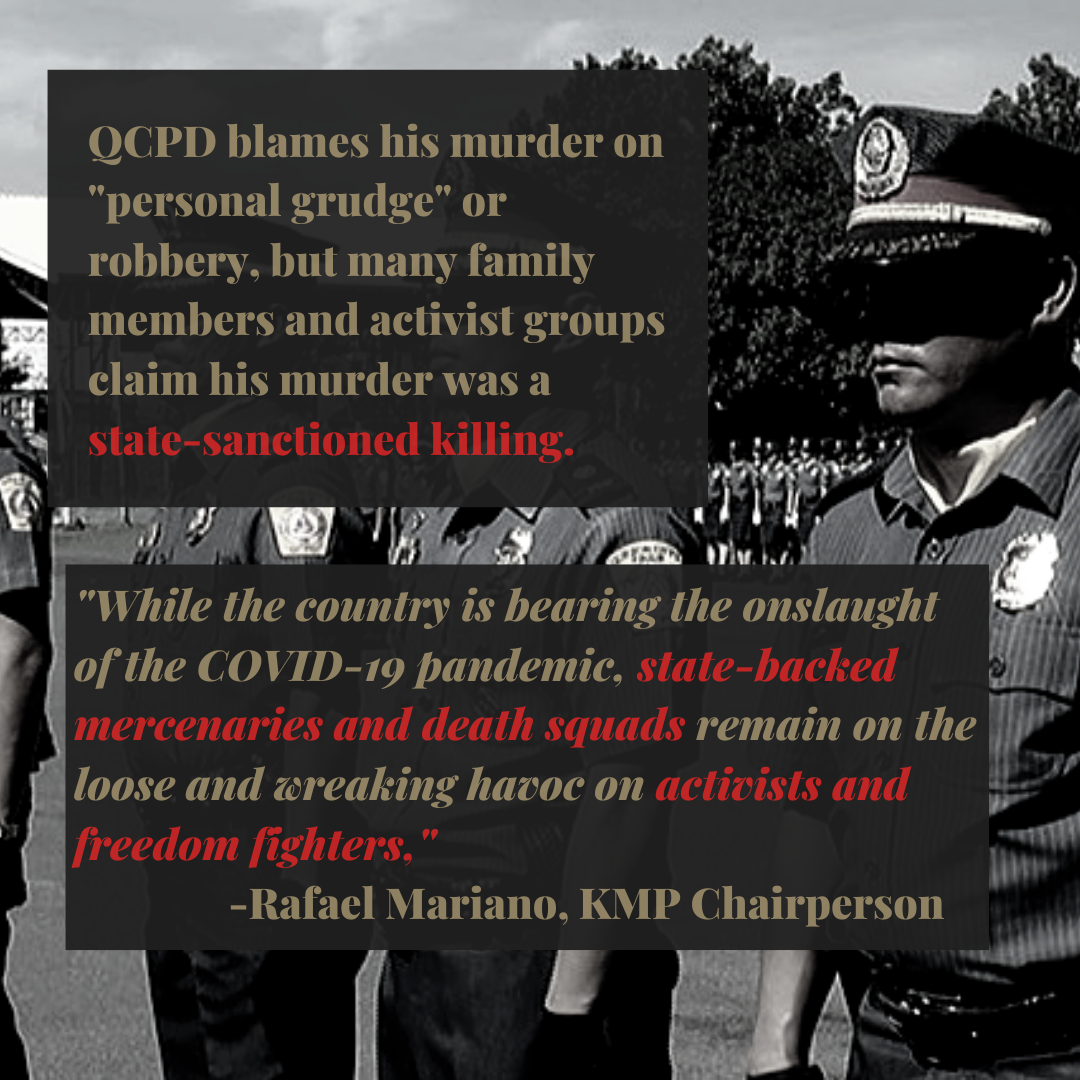 QCPD blames his murder on
"personal grudge" or
robbery, but many family
members and activist groups
claim his murder was a
state-sanctioned killing.
"While the country is bearing the onslaught
of the COVID-19 pandemic, state-backed
mercenaries and death squads remain on the
loose and wreaking havoc on activists and
freedom fighters,"
-Rafael Mariano, KMP Chairperson